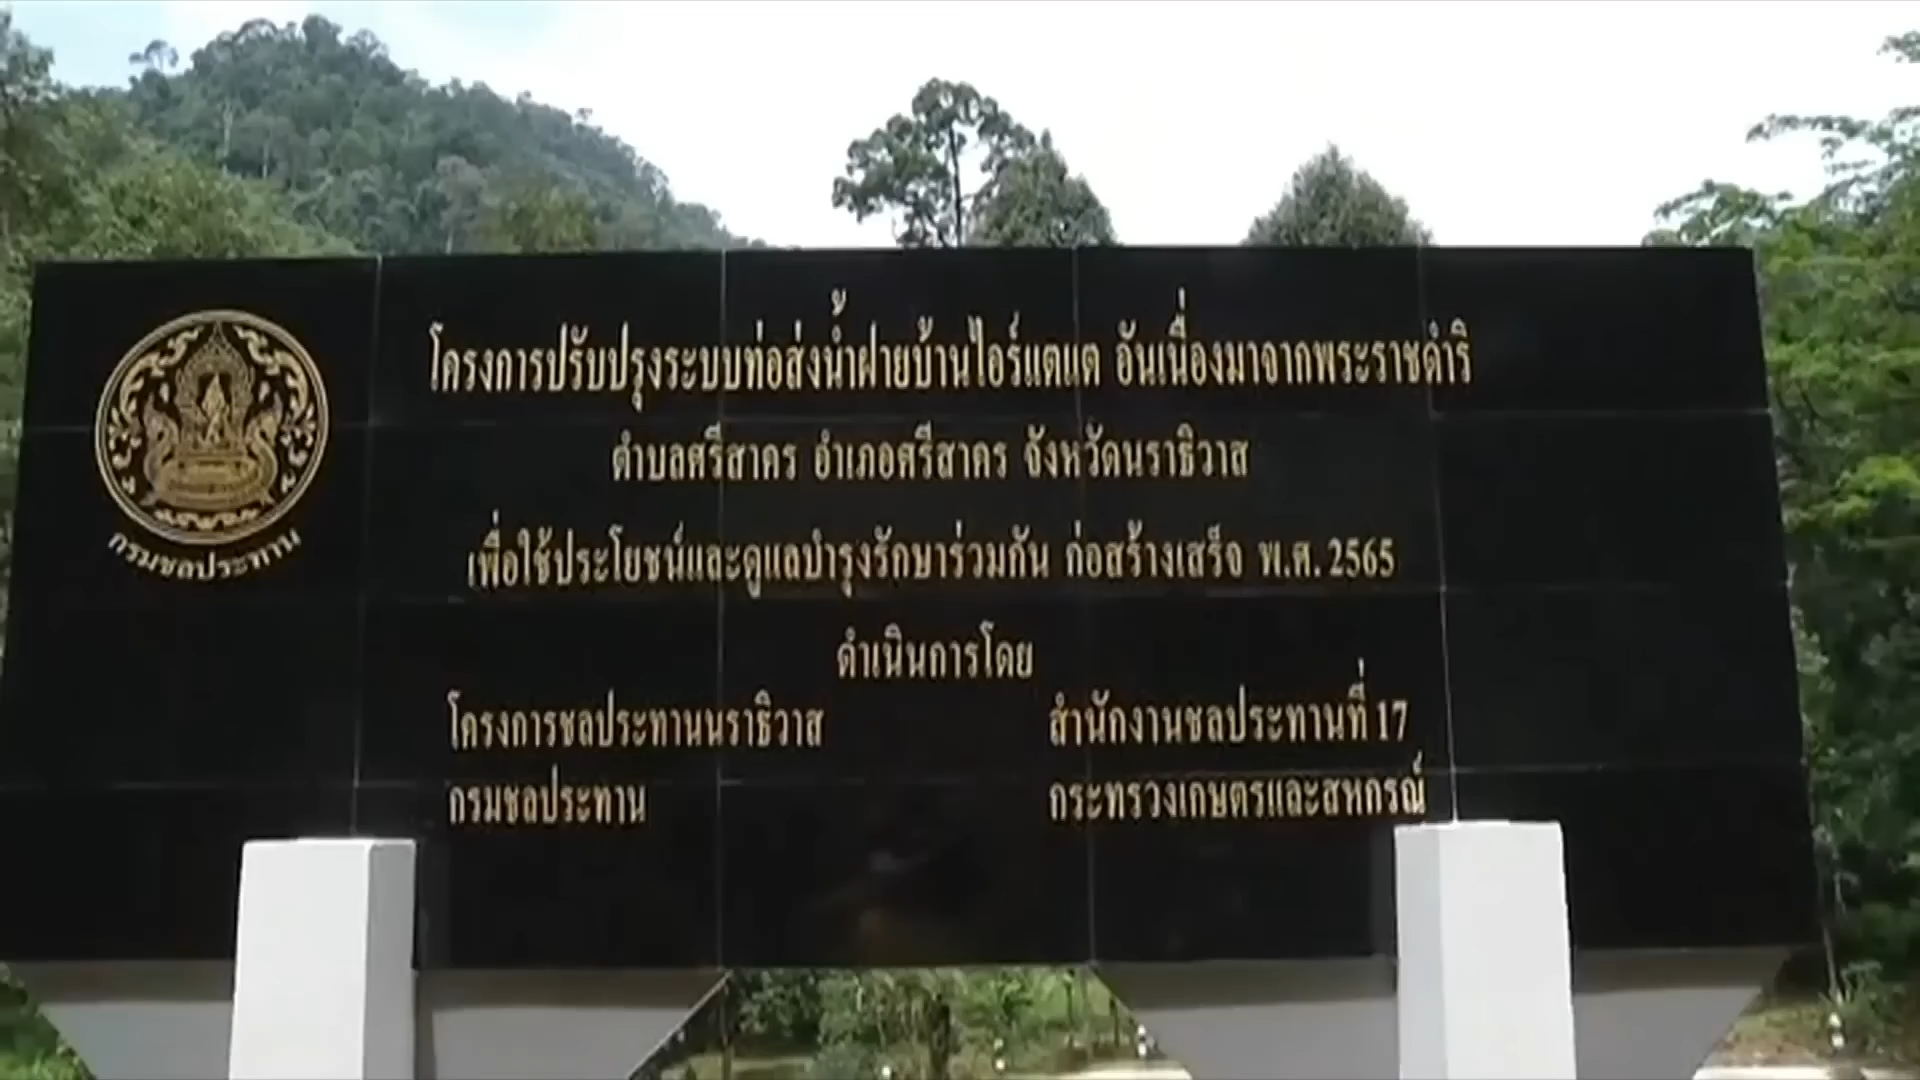 โครงการปรับปรุงระบบท่อส่งน้ำฝายบ้านไอร์แตแต อันเนื่องมาจากพระราชดำริ
ตำบลศรีสาคร อำเภอศรีสาคร จังหวัดนราธิวาส
เพื่อใช้ประโยชน์และดูแลบำรุงรักษาร่วมกัน ก่อสร้างเสร็จ พ.ศ. 2565
กรมชลประทาน
ดำเนินการโดย
โครงการชลประทานนราธิวาส สำนักงานชลประทานที่ 17
กรมชลประทาน กระทรวงเกษตรและสหกรณ์